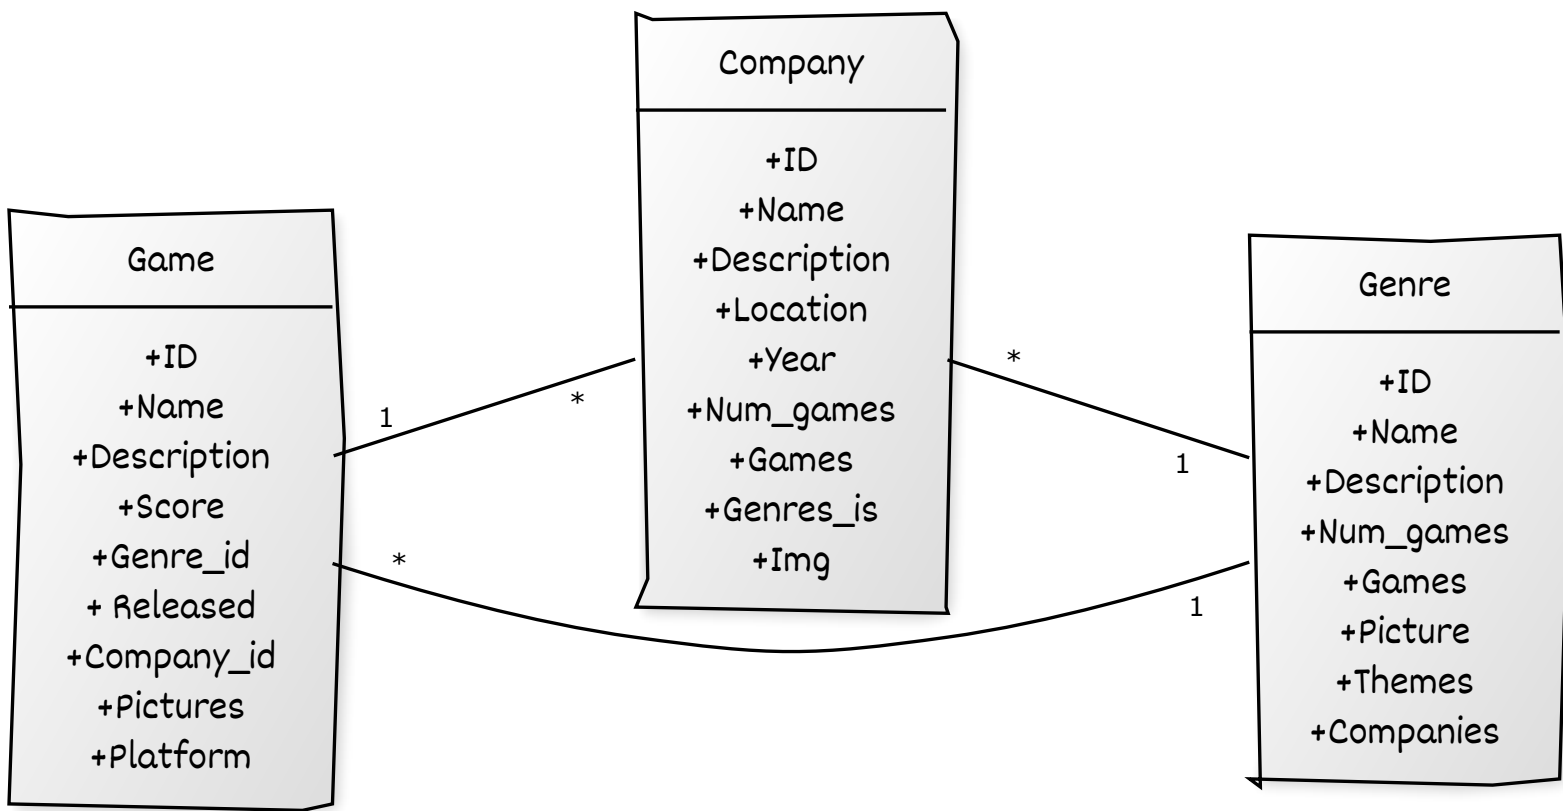 Company
+ID
+Name
+Description
+Location
+Year
+Num_games
+Games
+Genres_is
+Img
Game
+ID
+Name
+Description
+Score
+Genre_id
+ Released
+Company_id
+Pictures
+Platform
Genre
+ID
+Name
+Description
+Num_games
+Games
+Picture
+Themes
+Companies
1
*
*
1
*
1